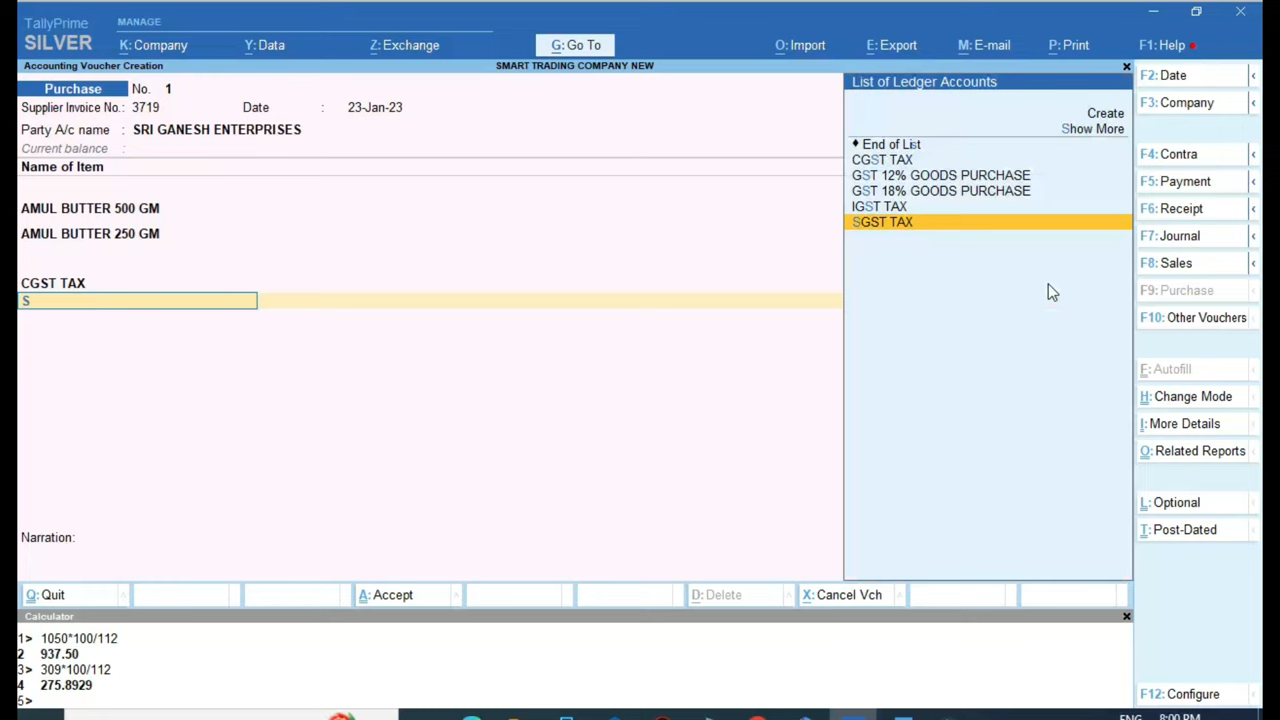 TallyPrime
SILVER
MANAGE
K: Company
Y: Data
Z: Exchange
G: Go To
O: Import
E: Export
M: E-mail
P: Print
F1: Help
Accounting Voucher Creation
SMART TRADING COMPANY NEW
Purchase No. 1
Supplier Invoice No.: 3719 Date : 23-Jan-23
Party A/c name : SRI GANESH ENTERPRISES
Current balance :
Name of Item
AMUL BUTTER 500 GM
AMUL BUTTER 250 GM
CGST TAX
S
Narration:
List of Ledger Accounts
Create
Show More
♦ End of List
CGST TAX
GST 12% GOODS PURCHASE
GST 18% GOODS PURCHASE
IGST TAX
SGST TAX
F2: Date
F3: Company
F4: Contra
F5: Payment
F6: Receipt
F7: Journal
F8: Sales
F9: Purchase
F10: Other Vouchers
F: Autofill
H: Change Mode
I: More Details
O: Related Reports
L: Optional
T: Post-Dated
F12: Configure
Q: Quit
A: Accept
D: Delete
X: Cancel Vch
Calculator
1> 1050*100/112
2 937.50
3> 309*100/112
4 275.8929
5>
ENG 8:00 PM